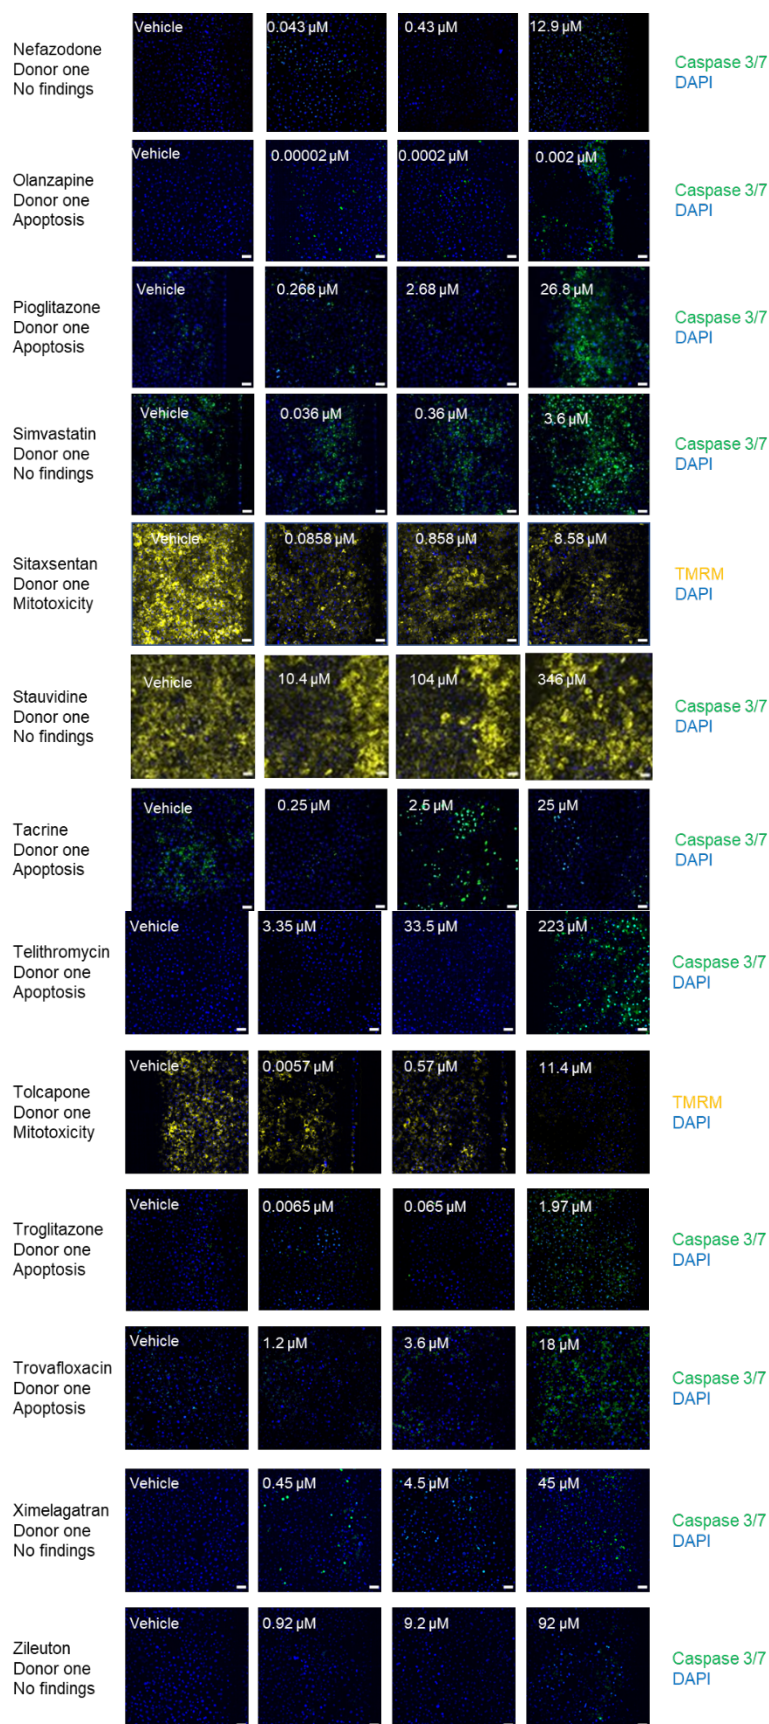 Nefazodone
Donor one
No findings
Vehicle
0.043 µM
0.43 µM
12.9 µM
Caspase 3/7
DAPI
Olanzapine
Donor one
Apoptosis
Vehicle
0.00002 µM
0.0002 µM
0.002 µM
Caspase 3/7
DAPI
Pioglitazone
Donor one
Apoptosis
Vehicle
0.268 µM
2.68 µM
26.8 µM
Caspase 3/7
DAPI
Simvastatin
Donor one
No findings
Vehicle
0.036 µM
0.36 µM
3.6 µM
Caspase 3/7
DAPI
Sitaxsentan
Donor one
Mitotoxicity
Vehicle
0.0858 µM
0.858 µM
8.58 µM
TMRM
DAPI
Stauvidine
Donor one
No findings
Vehicle
10.4 µM
104 µM
346 µM
Caspase 3/7
DAPI
Tacrine
Donor one
Apoptosis
Vehicle
0.25 µM
2.5 µM
25 µM
Caspase 3/7
DAPI
Telithromycin
Donor one
Apoptosis
Vehicle
3.35 µM
33.5 µM
223 µM
Caspase 3/7
DAPI
Tolcapone
Donor one
Mitotoxicity
Vehicle
0.0057 µM
0.57 µM
11.4 µM
TMRM
DAPI
Troglitazone
Donor one
Apoptosis
Vehicle
0.0065 µM
0.065 µM
1.97 µM
Caspase 3/7
DAPI
Trovafloxacin
Donor one
Apoptosis
Vehicle
1.2 µM
3.6 µM
18 µM
Caspase 3/7
DAPI
Ximelagatran
Donor one
No findings
Vehicle
0.45 µM
4.5 µM
45 µM
Caspase 3/7
DAPI
Zileuton
Donor one
No findings
Vehicle
0.92 µM
9.2 µM
92 µM
Caspase 3/7
DAPI